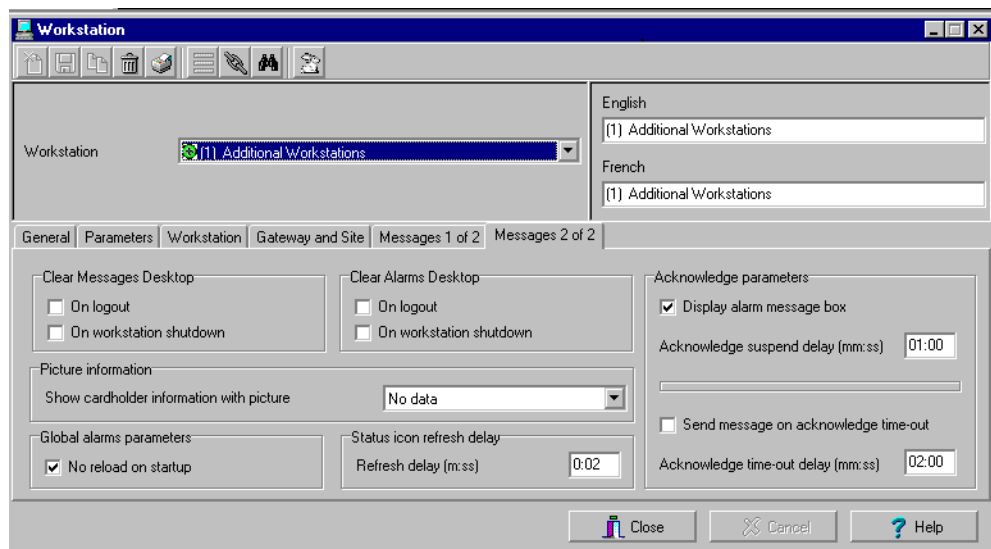 Workstation
English
(1) Additional Workstations
Workstation
(1) Additional Workstations
French
(1) Additional Workstations
General Parameters Workstation Gateway and Site Messages 1 of 2 Messages 2 of 2
Clear Messages Desktop
On logout
On workstation shutdown
Clear Alarms Desktop
On logout
On workstation shutdown
Acknowledge parameters
Display alarm message box
Acknowledge suspend delay (mm:ss) 01:00
Picture information
Show cardholder information with picture No data
Send message on acknowledge time-out
Acknowledge time-out delay (mm:ss) 02:00
Global alarms parameters
No reload on startup
Status icon refresh delay
Refresh delay (m:ss) 0:02
Close Cancel Help